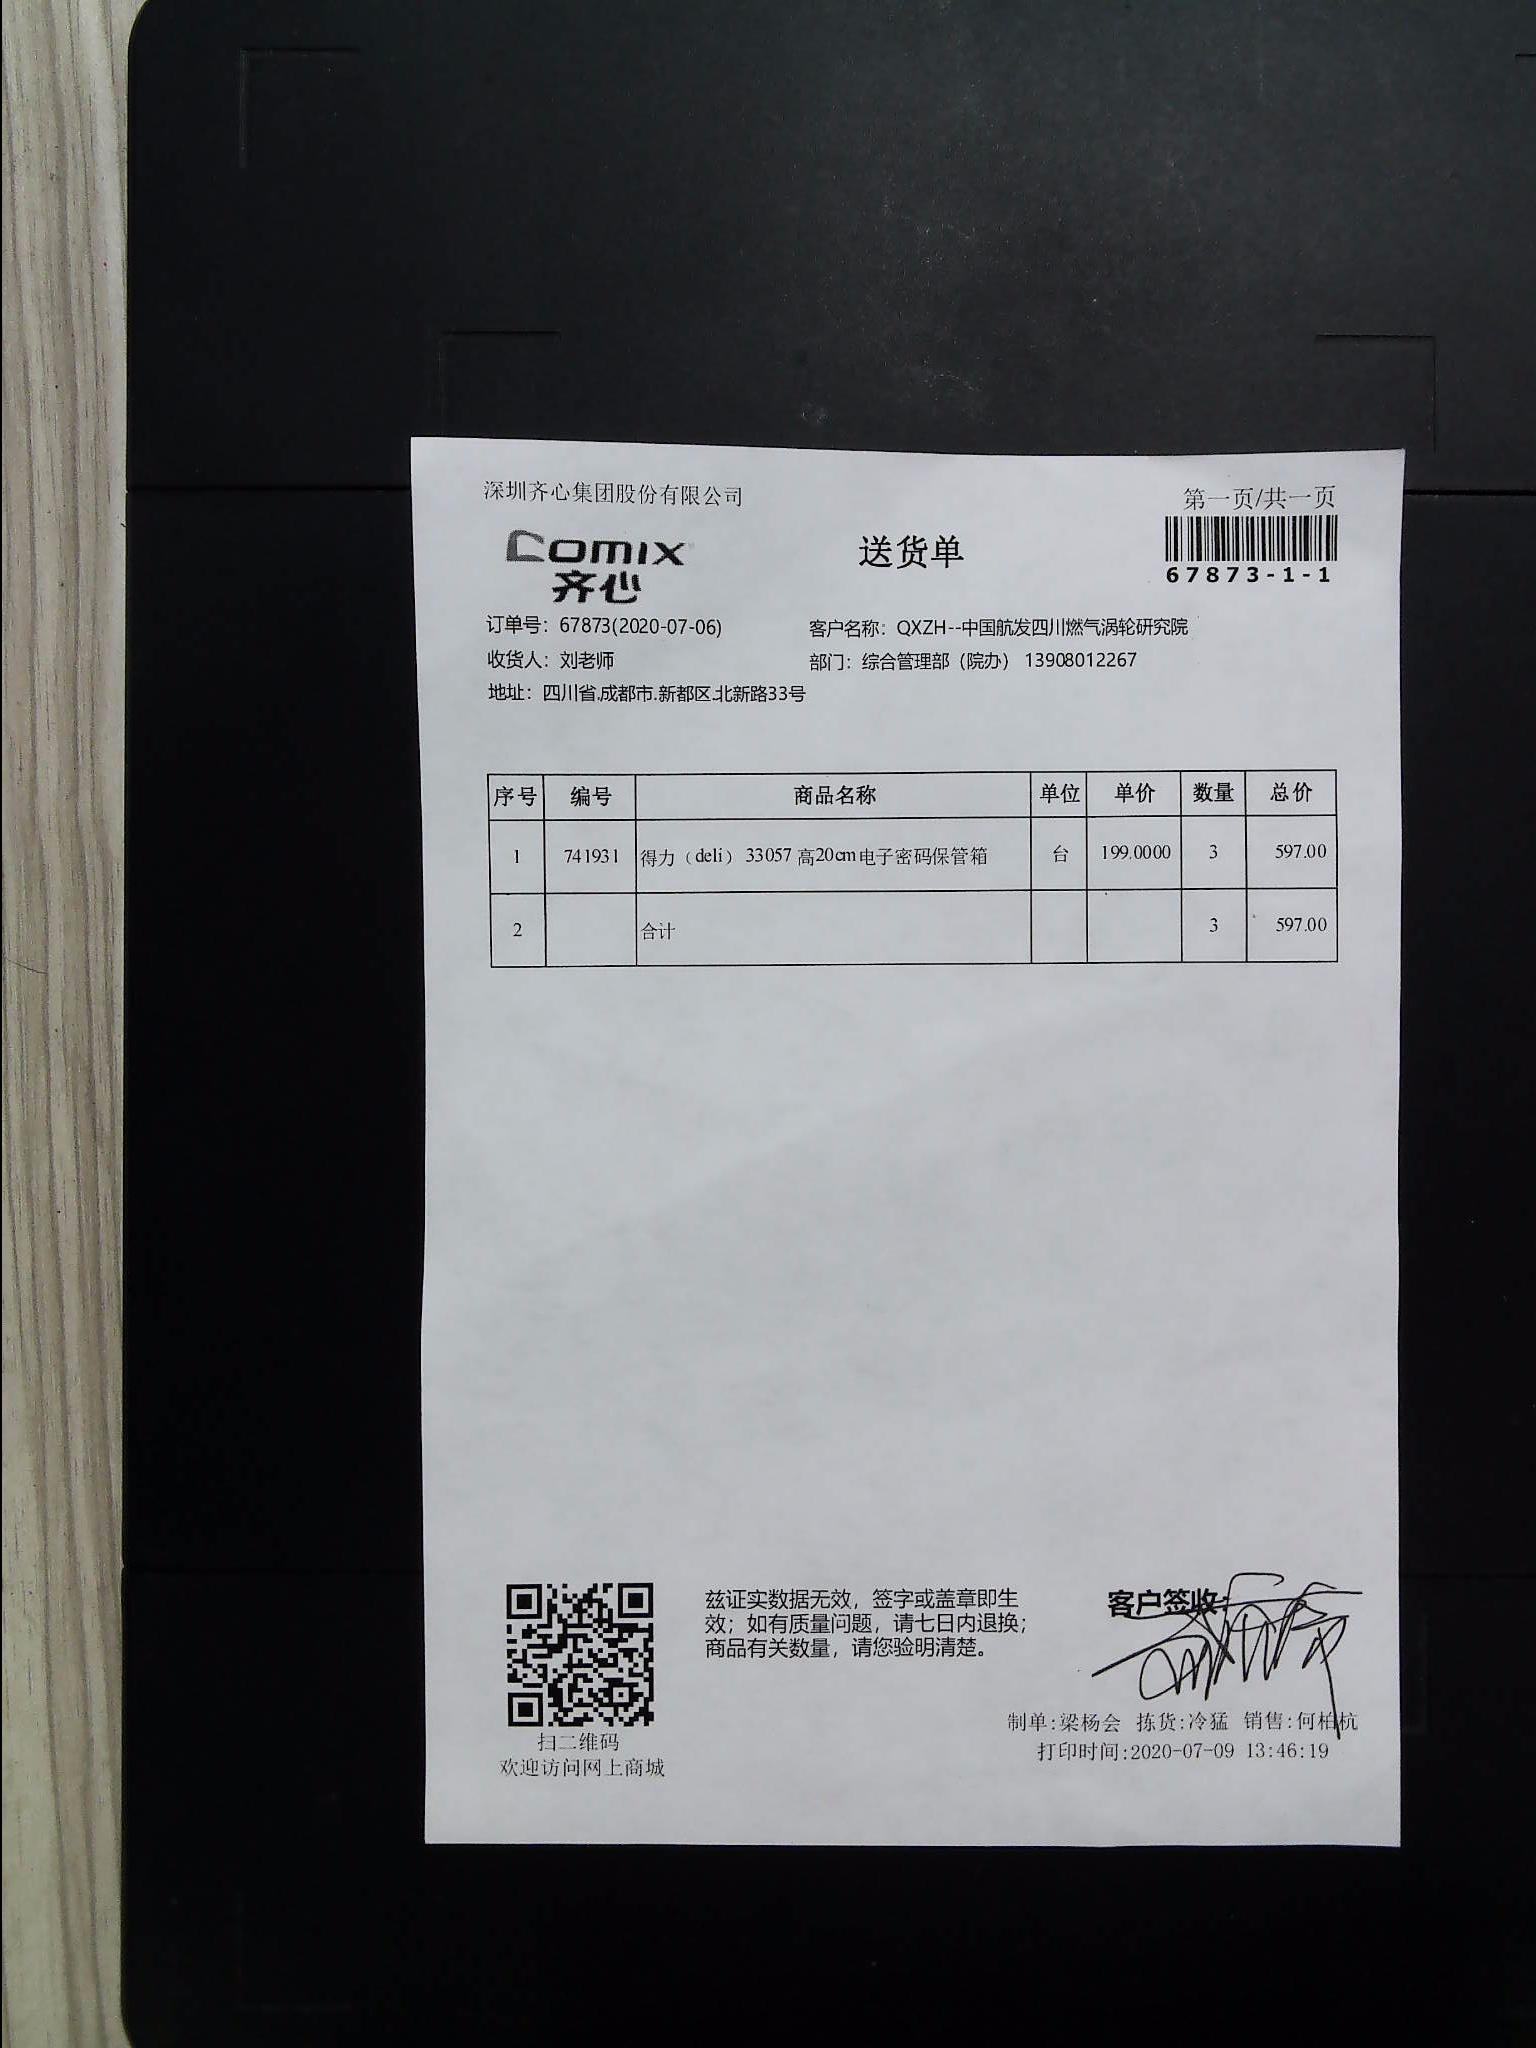 深圳齐心集团股份有限公司
第一页/共一页
comix
齐心
送货单
67873-1-1
订单号：67873(2020-07-06)
客户名称：QXZH--中国航发四川燃气涡轮研究院
收货人：刘老师
部门：综合管理部（院办） 13908012267
地址：四川省.成都市.新都区.北新路33号
序号 编号 商品名称 单位 单价 数量 总价
1 741931 得力（deli） 33057 高20cm电子密码保管箱 台 199.0000 3 597.00
2 合计 3 597.00
兹证实数据无效，签字或盖章即生
效；如有质量问题，请七日内退换；
商品有关数量，请您验明清楚。
客户签收:
制单:梁杨会 拣货:冷猛 销售:何柏杭
打印时间:2020-07-09 13:46:19
扫二维码
欢迎访问网上商城